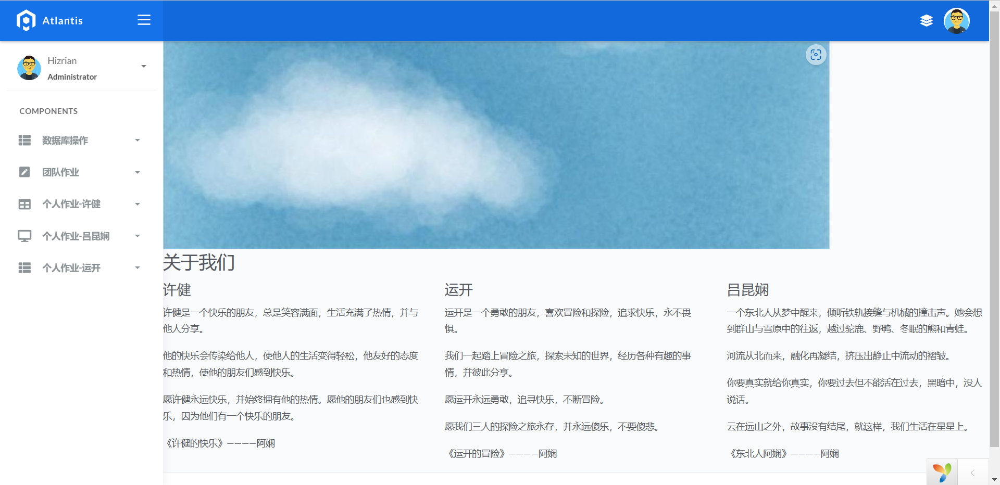 Atlantis
Hizrian
Administrator
COMPONENTS
数据库操作
团队作业
个人作业-许健
个人作业-吕昆娴
个人作业-运开
关于我们
许健
许健是一个快乐的朋友，总是笑容满面，生活充满了热情，并与
他人分享。
他的快乐会传染给他人，使他人的生活变得轻松，他友好的态度
和热情，使他的朋友们感到快乐。
愿许健永远快乐，并始终拥有他的热情。愿他的朋友们也感到快
乐，因为他们有一个快乐的朋友。
《许健的快乐》————阿娴
运开
运开是一个勇敢的朋友，喜欢冒险和探险，追求快乐，永不畏
惧。
我们一起踏上冒险之旅，探索未知的世界，经历各种有趣的事
情，并彼此分享。
愿运开永远勇敢，追寻快乐，不断冒险。
愿我们三人的探险之旅永存，并永远傻乐，不要傻悲。
《运开的冒险》————阿娴
吕昆娴
一个东北人从梦中醒来，倾听铁轨接缝与机械的撞击声。她会想
到群山与雪原中的往返，越过驼鹿、野鸭、冬眠的熊和青蛙。
河流从北而来，融化再凝结，挤压出静止中流动的褶皱。
你要真实就给你真实，你要过去但不能活在过去，黑暗中，没人
说话。
云在远山之外，故事没有结尾，就这样，我们生活在星星上。
《东北人阿娴》————阿娴